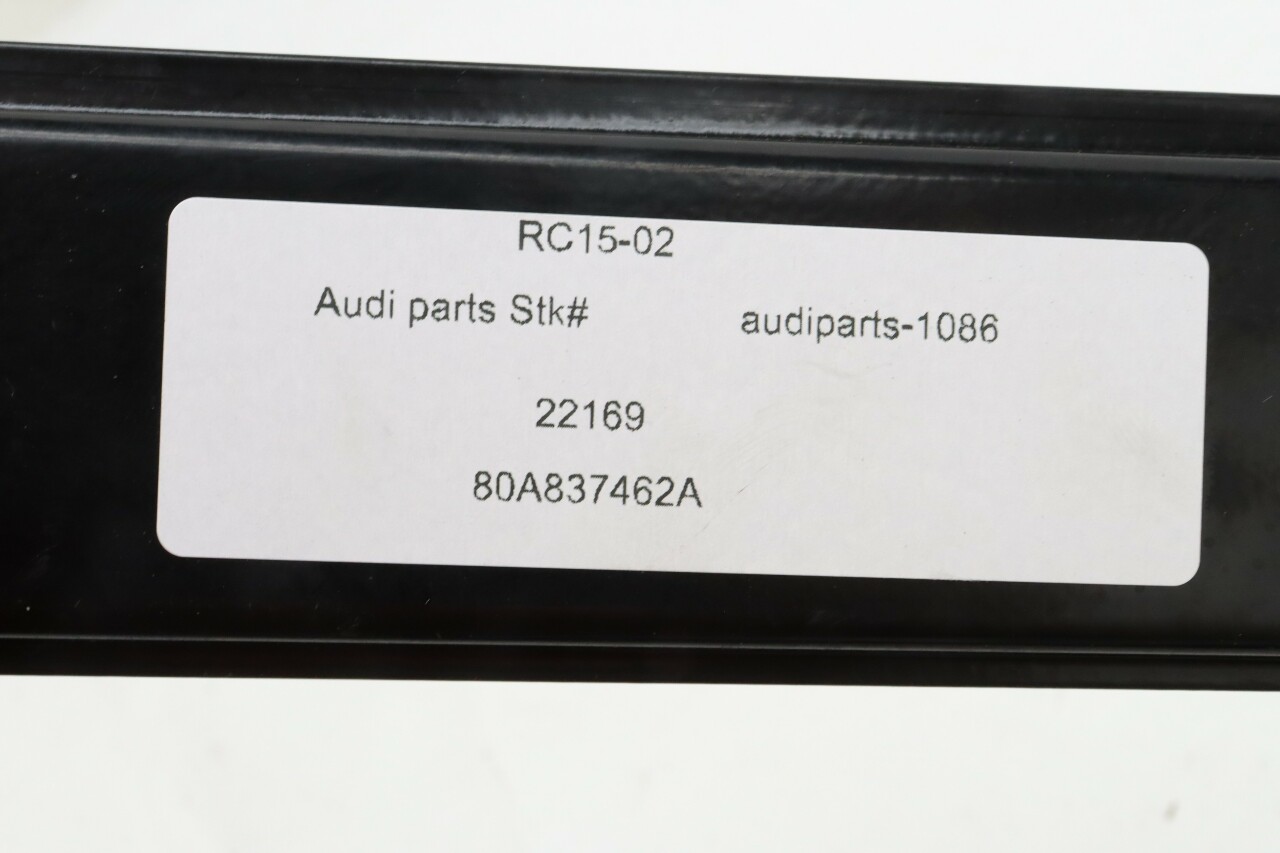 RC15-02
Audi parts Stk# audiparts-1086
22169
80A837462A